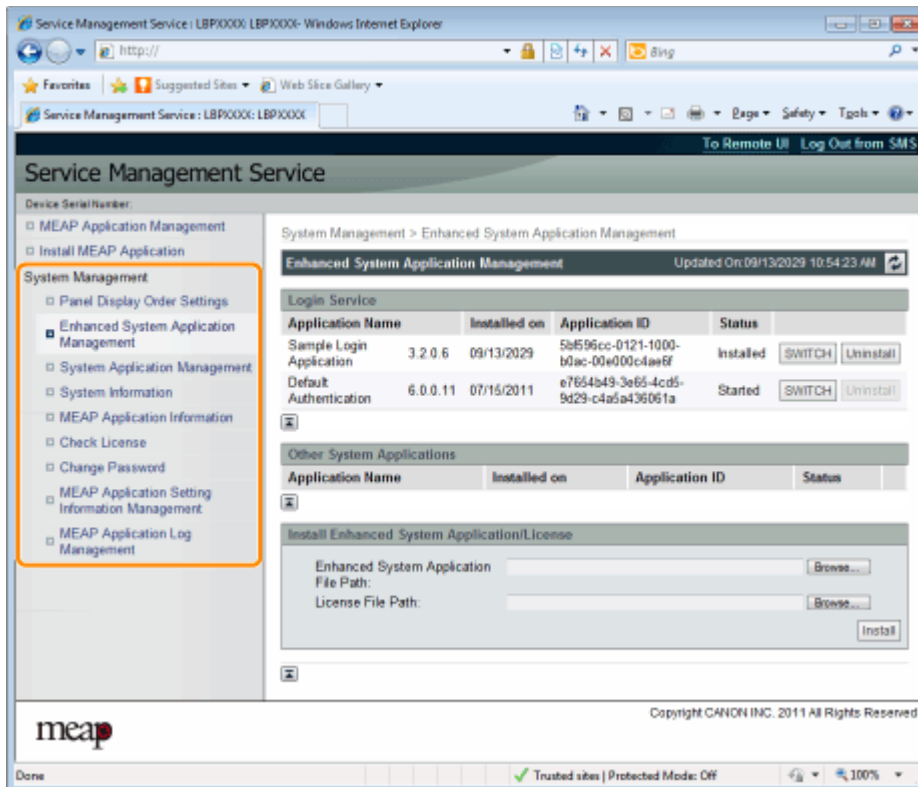 Service Management Service : LBPXXXX: LBPXXXX- Windows Internet Explorer
http://
Bing
Favorites
Suggested Sites
Web Slice Gallery
Service Management Service : LBPXXXX: LBPXXXX
Page
Safety
Tools
To Remote UI
Log Out from SMS
Service Management Service
Device Serial Number:
MEAP Application Management
Install MEAP Application
System Management
Panel Display Order Settings
Enhanced System Application
Management
System Application Management
System Information
MEAP Application Information
Check License
Change Password
MEAP Application Setting
Information Management
MEAP Application Log
Management
System Management > Enhanced System Application Management
Enhanced System Application Management
Updated On:09/13/2029 10:54:23 AM
Login Service
Application Name Installed on Application ID Status
Sample Login
Application 3.2.0.6 09/13/2029 5bf596cc-0121-1000-
b0ac-00e000c4ae6f Installed SWITCH Uninstall
Default
Authentication 6.0.0.11 07/15/2011 e7654b49-3e65-4cd5-
9d29-c4a5a436061a Started SWITCH Uninstall
Other System Applications
Application Name Installed on Application ID Status
Install Enhanced System Application/License
Enhanced System Application
File Path: Browse...
License File Path: Browse...
Install
Copyright CANON INC. 2011 All Rights Reserved
meap
Done
Trusted sites | Protected Mode: Off
100%